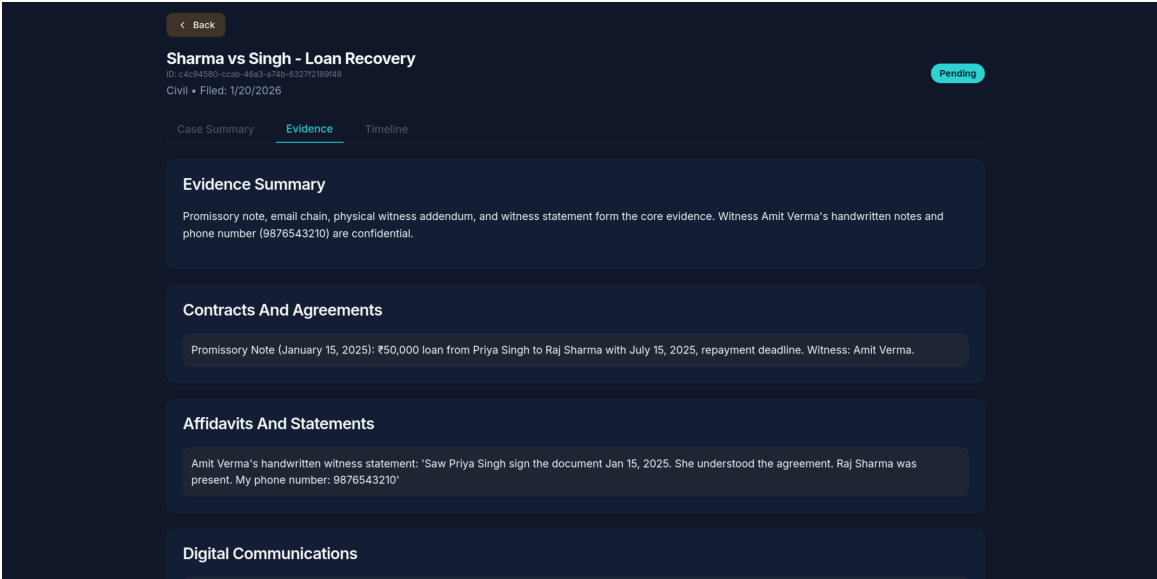 Back
Sharma vs Singh - Loan Recovery
ID: c4c94580-ccab-46a3-a74b-6327f2189f48
Pending
Civil • Filed: 1/20/2026
Case Summary Evidence Timeline
Evidence Summary
Promissory note, email chain, physical witness addendum, and witness statement form the core evidence. Witness Amit Verma's handwritten notes and
phone number (9876543210) are confidential.
Contracts And Agreements
Promissory Note (January 15, 2025): ₹50,000 loan from Priya Singh to Raj Sharma with July 15, 2025, repayment deadline. Witness: Amit Verma.
Affidavits And Statements
Amit Verma's handwritten witness statement: 'Saw Priya Singh sign the document Jan 15, 2025. She understood the agreement. Raj Sharma was
present. My phone number: 9876543210'
Digital Communications